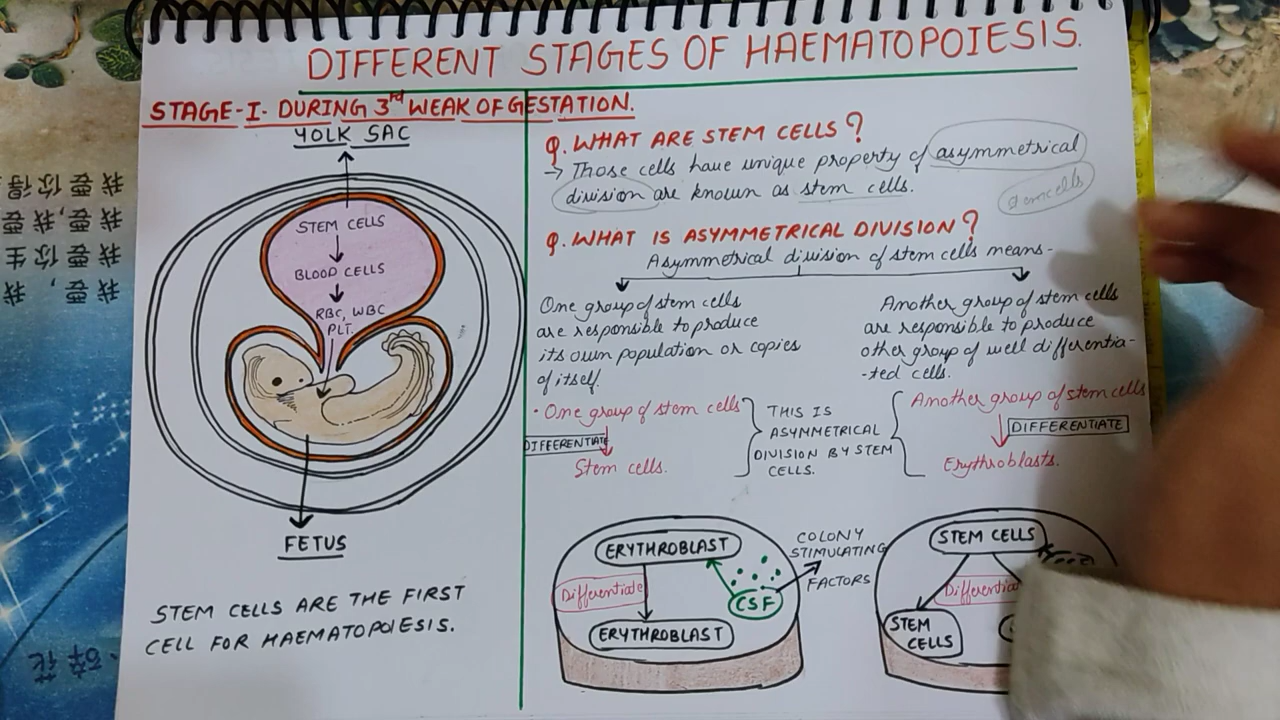 DIFFERENT STAGES OF HAEMATOPOIESIS.
STAGE-I- DURING 3rd WEAK OF GESTATION.
YOLK SAC
STEM CELLS
BLOOD CELLS
RBC, WBC
PLT.
FETUS
STEM CELLS ARE THE FIRST
CELL FOR HAEMATOPOIESIS.
Q. WHAT ARE STEM CELLS?
→ Those cells have unique property of asymmetrical
division are known as stem cells.
stem cells
Q. WHAT IS ASYMMETRICAL DIVISION?
Asymmetrical division of stem cells means-
One group of stem cells
are responsible to produce
its own population or copies
of itself.
Another group of stem cells
are responsible to produce
other group of well differentia-
-ted cells.
· One group of stem cells
DIFFERENTIATE
Stem cells.
THIS IS
ASYMMETRICAL
DIVISION BY STEM
CELLS.
Another group of stem cells
DIFFERENTIATE
Erythroblasts.
ERYTHROBLAST
Differentiate
CSF
ERYTHROBLAST
COLONY
STIMULATING
FACTORS
STEM CELLS
Differentia
STEM
CELLS